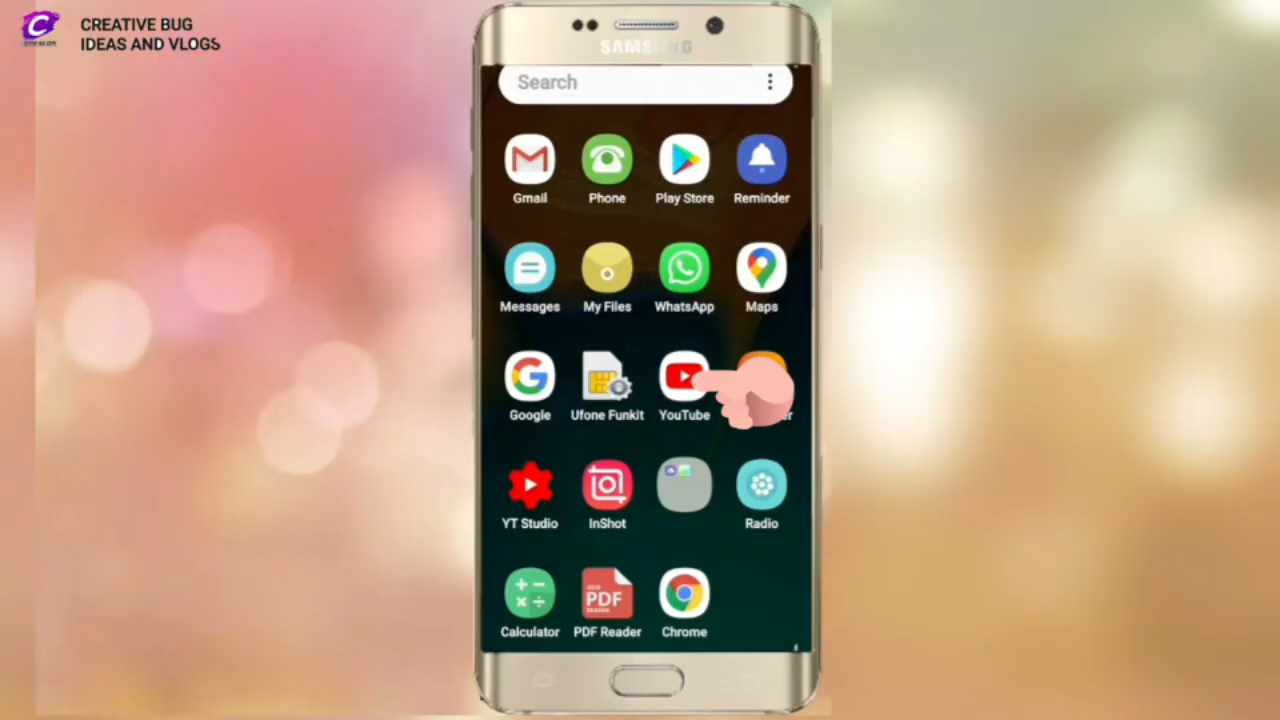 CREATIVE BUG
IDEAS AND VLOGS
SAMSUNG
Search
Gmail
Phone
Play Store
Reminder
Messages
My Files
WhatsApp
Maps
Google
Ufone Funkit
YouTube
YT Studio
InShot
Radio
PDF
Calculator
PDF Reader
Chrome